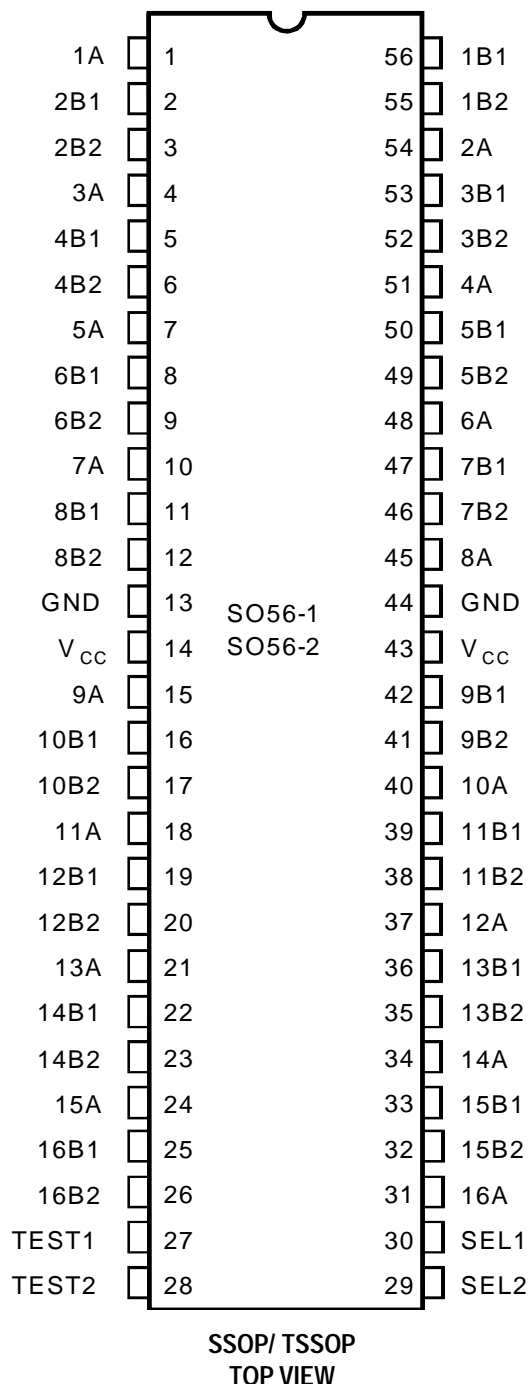 1A 1 56 1B1
2B1 2 55 1B2
2B2 3 54 2A
3A 4 53 3B1
4B1 5 52 3B2
4B2 6 51 4A
5A 7 50 5B1
6B1 8 49 5B2
6B2 9 48 6A
7A 10 47 7B1
8B1 11 46 7B2
8B2 12 45 8A
GND 13 SO56-1 44 GND
VCC 14 SO56-2 43 VCC
9A 15 42 9B1
10B1 16 41 9B2
10B2 17 40 10A
11A 18 39 11B1
12B1 19 38 11B2
12B2 20 37 12A
13A 21 36 13B1
14B1 22 35 13B2
14B2 23 34 14A
15A 24 33 15B1
16B1 25 32 15B2
16B2 26 31 16A
TEST1 27 30 SEL1
TEST2 28 29 SEL2
SSOP/ TSSOP
TOP VIEW